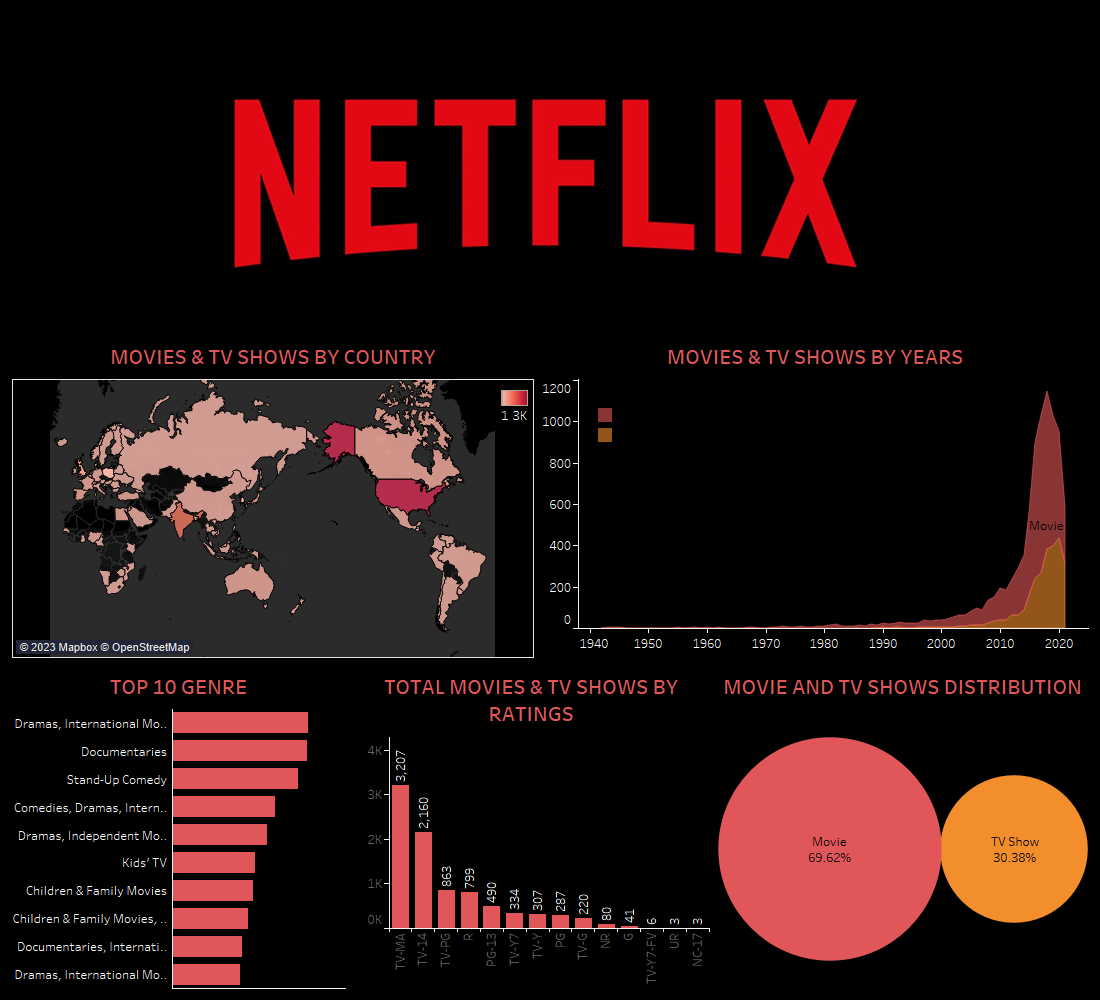 NETFLIX
MOVIES & TV SHOWS BY COUNTRY
1 3K
© 2023 Mapbox © OpenStreetMap
MOVIES & TV SHOWS BY YEARS
1200
1000
800
600
400
200
0
Movie
1940 1950 1960 1970 1980 1990 2000 2010 2020
TOP 10 GENRE
Dramas, International Mo..
Documentaries
Stand-Up Comedy
Comedies, Dramas, Intern..
Dramas, Independent Mo..
Kids' TV
Children & Family Movies
Children & Family Movies, ..
Documentaries, Internati..
Dramas, International Mo..
TOTAL MOVIES & TV SHOWS BY
RATINGS
4K
3K
2K
1K
0K
3,207 2,160 863 799 490 334 307 287 220 80 41 6 3 3
TV-MA TV-14 TV-PG R PG-13 TV-Y7 TV-Y PG TV-G NR G TV-Y7-FV UR NC-17
MOVIE AND TV SHOWS DISTRIBUTION
Movie
69.62%
TV Show
30.38%